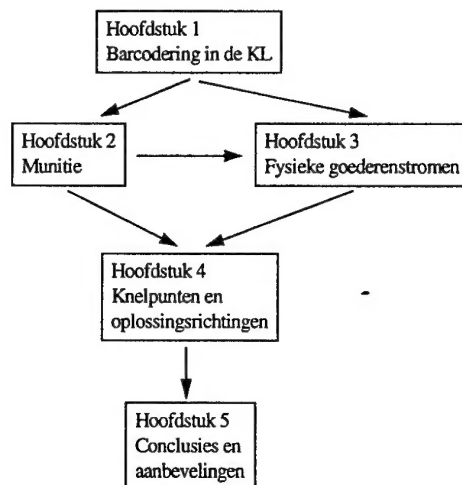 Hoofdstuk 1
Barcodering in de KL
Hoofdstuk 2
Munitie
Hoofdstuk 3
Fysieke goederenstromen
Hoofdstuk 4
Knelpunten en
oplossingsrichtingen
Hoofdstuk 5
Conclusies en
aanbevelingen